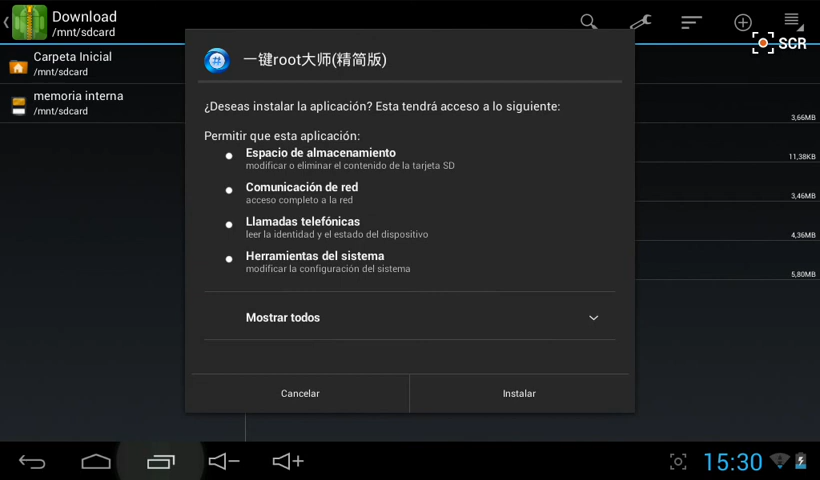 Download
/mnt/sdcard
SCR
Carpeta Inicial
/mnt/sdcard
memoria interna
/mnt/sdcard
一键root大师(精简版)
¿Deseas instalar la aplicación? Esta tendrá acceso a lo siguiente:
Permitir que esta aplicación:
Espacio de almacenamiento
modificar o eliminar el contenido de la tarjeta SD
Comunicación de red
acceso completo a la red
Llamadas telefónicas
leer la identidad y el estado del dispositivo
Herramientas del sistema
modificar la configuración del sistema
Mostrar todos
Cancelar
Instalar
3,66MB
11,38KB
3,46MB
4,36MB
5,80MB
15:30